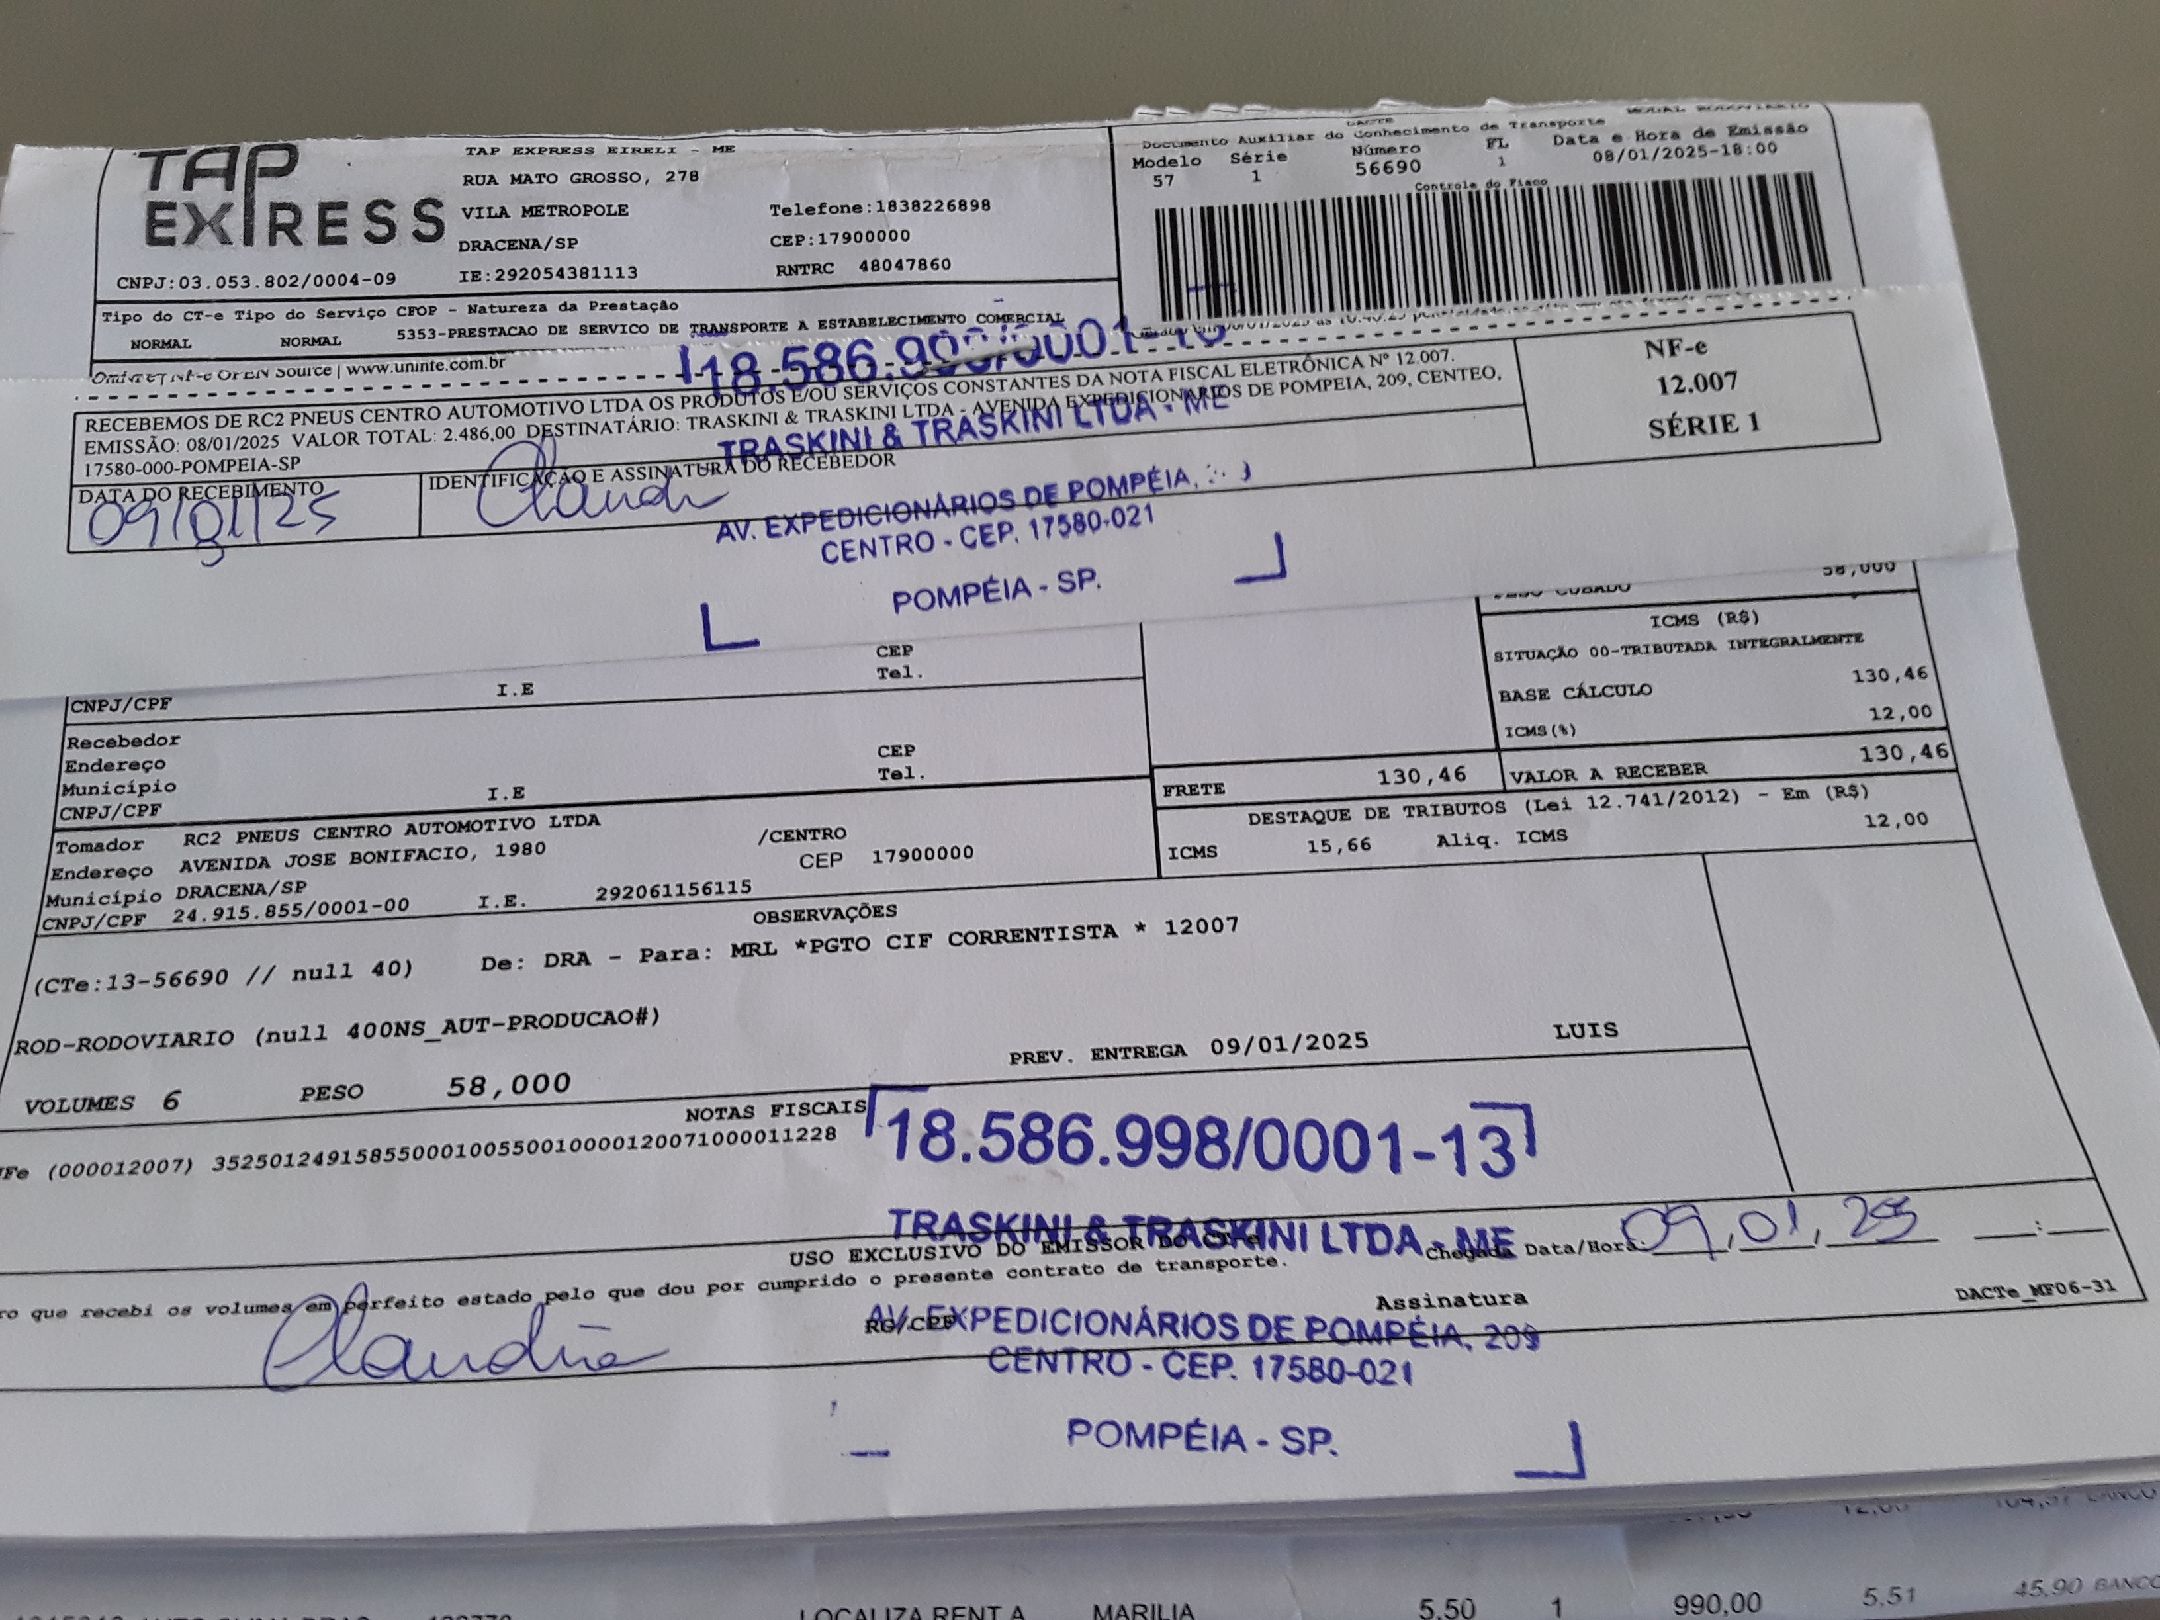 TAP EXPRESS
TAP EXPRESS EIRELI - ME
RUA MATO GROSSO, 278
VILA METROPOLE Telefone:1838226898
DRACENA/SP CEP:17900000
CNPJ:03.053.802/0004-09 IE:292054381113 RNTRC 48047860
DACTE
Documento Auxiliar do Conhecimento de Transporte
Modelo Série Número FL Data e Hora de Emissão
57 1 56690 1 08/01/2025-18:00
Controle do Fisco
Tipo do CT-e Tipo do Serviço CFOP - Natureza da Prestação
NORMAL NORMAL 5353-PRESTACAO DE SERVICO DE TRANSPORTE A ESTABELECIMENTO COMERCIAL
OPEN Source | www.uninfe.com.br
RECEBEMOS DE RC2 PNEUS CENTRO AUTOMOTIVO LTDA OS PRODUTOS E/OU SERVIÇOS CONSTANTES DA NOTA FISCAL ELETRÔNICA Nº 12.007.
EMISSÃO: 08/01/2025 VALOR TOTAL: 2.486,00 DESTINATÁRIO: TRASKINI & TRASKINI LTDA - AVENIDA EXPEDICIONARIOS DE POMPEIA, 209, CENTEO,
17580-000-POMPEIA-SP
NF-e
12.007
SÉRIE 1
DATA DO RECEBIMENTO IDENTIFICAÇÃO E ASSINATURA DO RECEBEDOR
09/01/25
TRASKINI & TRASKINI LTDA - ME
AV. EXPEDICIONÁRIOS DE POMPÉIA,
CENTRO - CEP. 17580-021
POMPÉIA - SP.
58,000
PESO CUBADO
CEP
CNPJ/CPF I.E Tel.
Recebedor
Endereço CEP
Município Tel.
CNPJ/CPF I.E
ICMS (R$)
SITUAÇÃO 00-TRIBUTADA INTEGRALMENTE
BASE CÁLCULO 130,46
ICMS(%) 12,00
FRETE 130,46 VALOR A RECEBER 130,46
DESTAQUE DE TRIBUTOS (Lei 12.741/2012) - Em (R$)
ICMS 15,66 Aliq. ICMS 12,00
Tomador RC2 PNEUS CENTRO AUTOMOTIVO LTDA
Endereço AVENIDA JOSE BONIFACIO, 1980 /CENTRO
Município DRACENA/SP CEP 17900000
CNPJ/CPF 24.915.855/0001-00 I.E. 292061156115
OBSERVAÇÕES
(CTe:13-56690 // null 40) De: DRA - Para: MRL *PGTO CIF CORRENTISTA * 12007
ROD-RODOVIARIO (null 400NS_AUT-PRODUCAO#)
PREV. ENTREGA 09/01/2025 LUIS
VOLUMES 6 PESO 58,000
NOTAS FISCAIS
Fe (000012007) 35250124915855000100550010000120071000011228
18.586.998/0001-13
TRASKINI & TRASKINI LTDA - ME
USO EXCLUSIVO DO EMISSOR DO CT-e
Chegada Data/Hora: 09,01,25 :
ro que recebi os volumes em perfeito estado pelo que dou por cumprido o presente contrato de transporte.
DACTe_MF06-31
Claudia
RG/CPF Assinatura
AV. EXPEDICIONÁRIOS DE POMPÉIA, 209
CENTRO - CEP. 17580-021
POMPÉIA - SP.
LOCALIZA RENT A MARILIA 5,50 1 990,00 5,51 45,90 BANCO